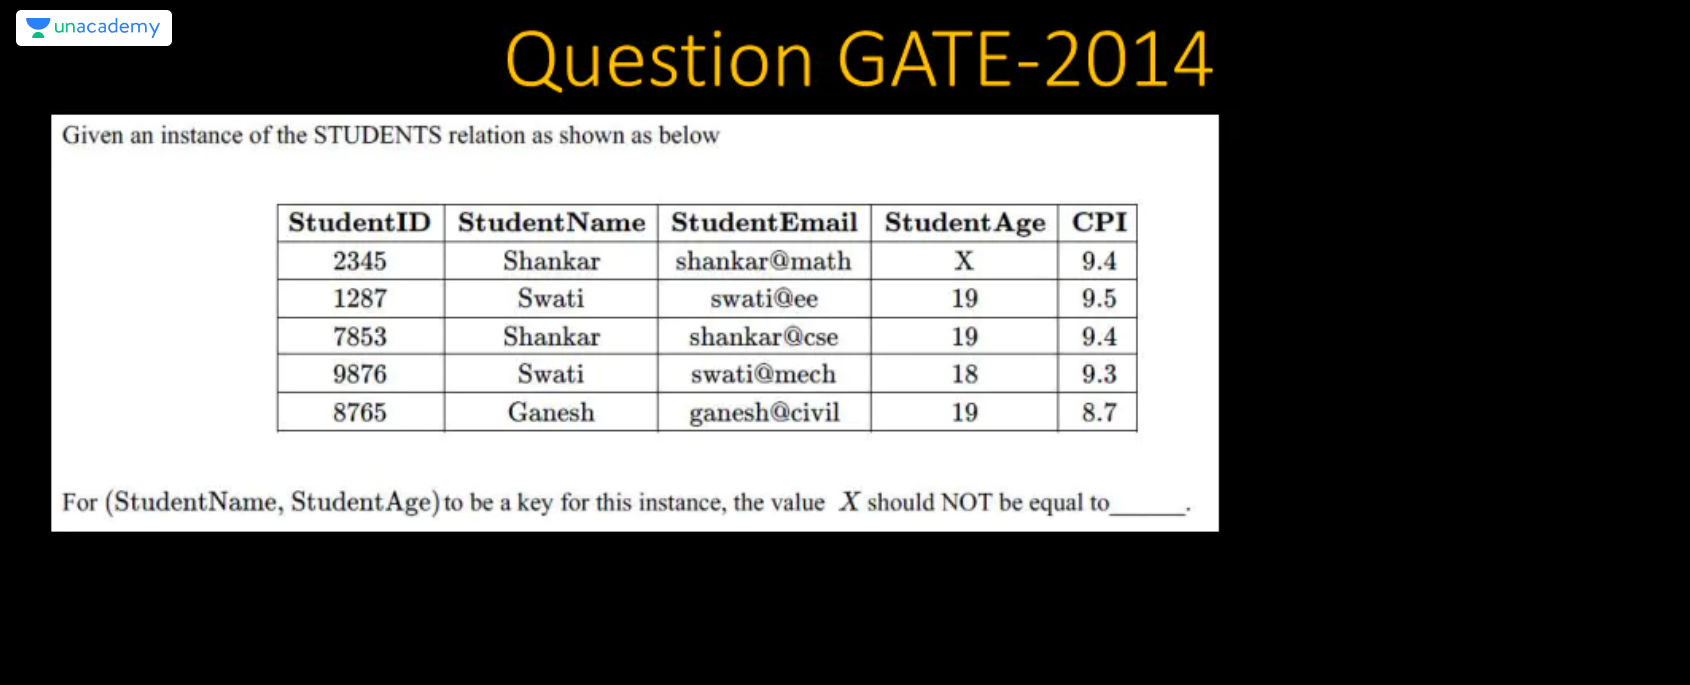 unacademy
Question GATE-2014
Given an instance of the STUDENTS relation as shown as below
StudentID StudentName StudentEmail StudentAge CPI
2345 Shankar shankar@math X 9.4
1287 Swati swati@ee 19 9.5
7853 Shankar shankar@cse 19 9.4
9876 Swati swati@mech 18 9.3
8765 Ganesh ganesh@civil 19 8.7
For (StudentName, StudentAge) to be a key for this instance, the value X should NOT be equal to______.